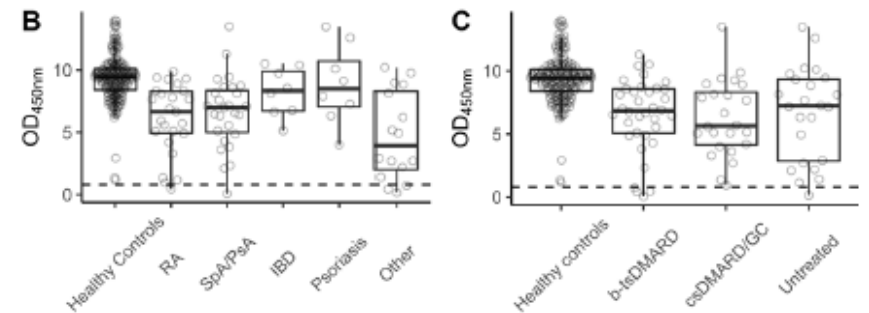 B
OD450nm
10
5
0
Healthy Controls
RA
SpA/PsA
IBD
Psoriasis
Other
C
OD450nm
10
5
0
Healthy controls
b-tsDMARD
csDMARD/GC
Untreated